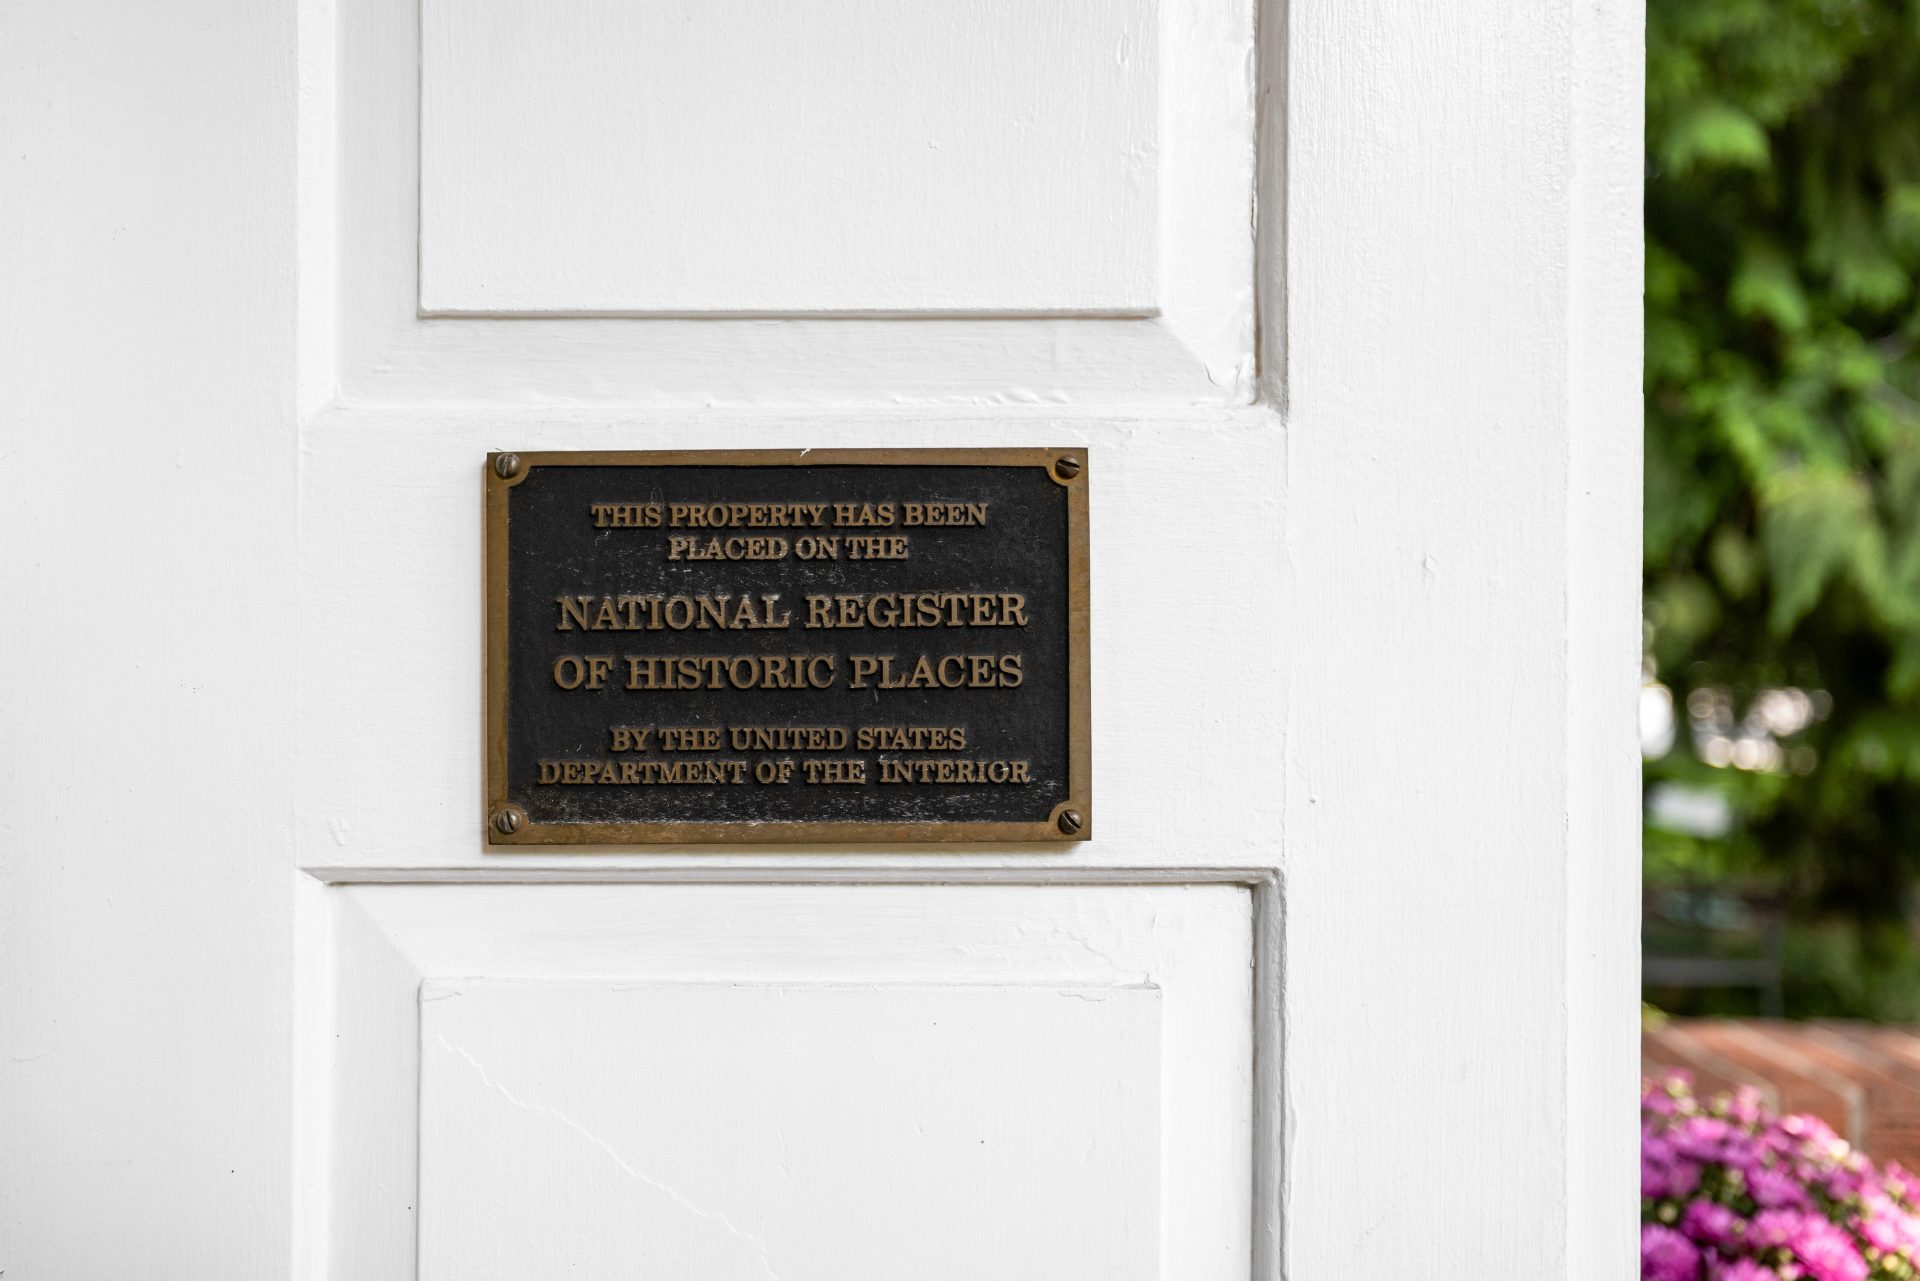 THIS PROPERTY HAS BEEN
PLACED ON THE
NATIONAL REGISTER
OF HISTORIC PLACES
BY THE UNITED STATES
DEPARTMENT OF THE INTERIOR